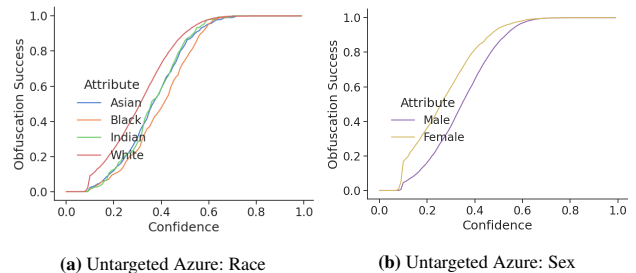 1.0
0.8
0.6
0.4
0.2
0.0
Obfuscation Success
Attribute
Asian
Black
Indian
White
0.0 0.2 0.4 0.6 0.8 1.0
Confidence
(a) Untargeted Azure: Race
1.0
0.8
0.6
0.4
0.2
0.0
Obfuscation Success
Attribute
Male
Female
0.0 0.2 0.4 0.6 0.8 1.0
Confidence
(b) Untargeted Azure: Sex